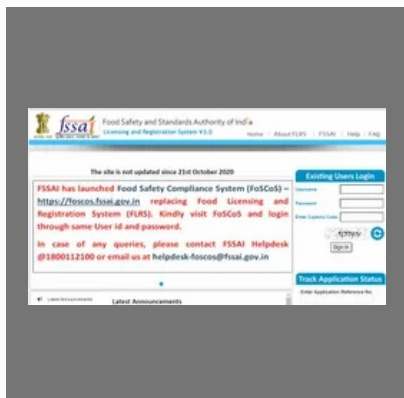 fssai
Food Safety and Standards Authority of India
Licensing and Registration System V1.0
Home | About FLRS | FSSAI | Help | FAQ
The site is not updated since 21st October 2020
FSSAI has launched Food Safety Compliance System (FoSCoS) –
https://foscos.fssai.gov.in replacing Food Licensing and
Registration System (FLRS). Kindly visit FoSCoS and login
through same User id and password.
In case of any queries, please contact FSSAI Helpdesk
@1800112100 or email us at helpdesk-foscos@fssai.gov.in
Existing Users Login
Username
Password
Enter Captcha Code
Sign In
Track Application Status
Enter Application Reference No.
Latest Announcements
Latest Announcements